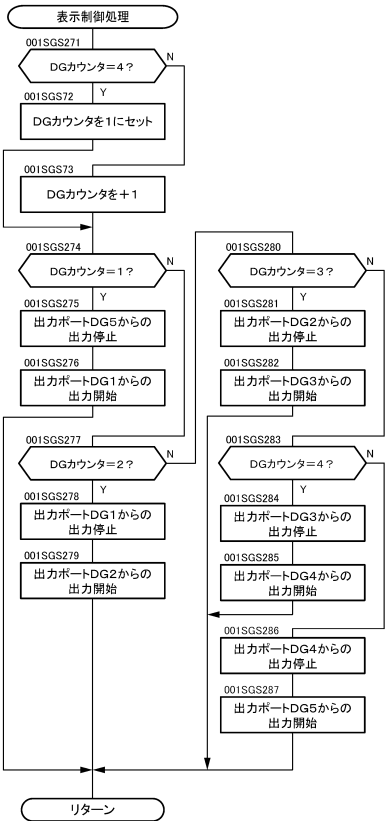 表示制御処理
001SGS271
DGカウンタ=4?
N
Y
001SGS72
DGカウンタを1にセット
001SGS73
DGカウンタを+1
001SGS274
DGカウンタ=1?
N
Y
001SGS275
出力ポートDG5からの
出力停止
001SGS276
出力ポートDG1からの
出力開始
001SGS277
DGカウンタ=2?
N
Y
001SGS278
出力ポートDG1からの
出力停止
001SGS279
出力ポートDG2からの
出力開始
001SGS280
DGカウンタ=3?
N
Y
001SGS281
出力ポートDG2からの
出力停止
001SGS282
出力ポートDG3からの
出力開始
001SGS283
DGカウンタ=4?
N
Y
001SGS284
出力ポートDG3からの
出力停止
001SGS285
出力ポートDG4からの
出力開始
001SGS286
出力ポートDG4からの
出力停止
001SGS287
出力ポートDG5からの
出力開始
リターン